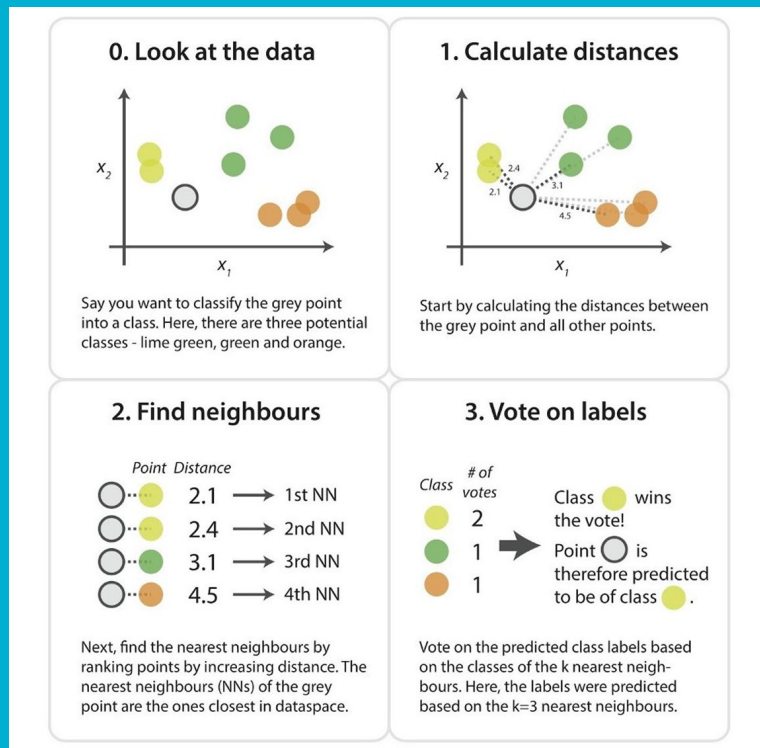 0. Look at the data
X2
X1
Say you want to classify the grey point
into a class. Here, there are three potential
classes - lime green, green and orange.
1. Calculate distances
X2
2.4
2.1
3.1
4.5
X1
Start by calculating the distances between
the grey point and all other points.
2. Find neighbours
Point Distance
2.1 → 1st NN
2.4 → 2nd NN
3.1 → 3rd NN
4.5 → 4th NN
Next, find the nearest neighbours by
ranking points by increasing distance. The
nearest neighbours (NNs) of the grey
point are the ones closest in dataspace.
3. Vote on labels
Class # of votes
2
1
1
Class wins
the vote!
Point is
therefore predicted
to be of class .
Vote on the predicted class labels based
on the classes of the k nearest neigh-
bours. Here, the labels were predicted
based on the k=3 nearest neighbours.